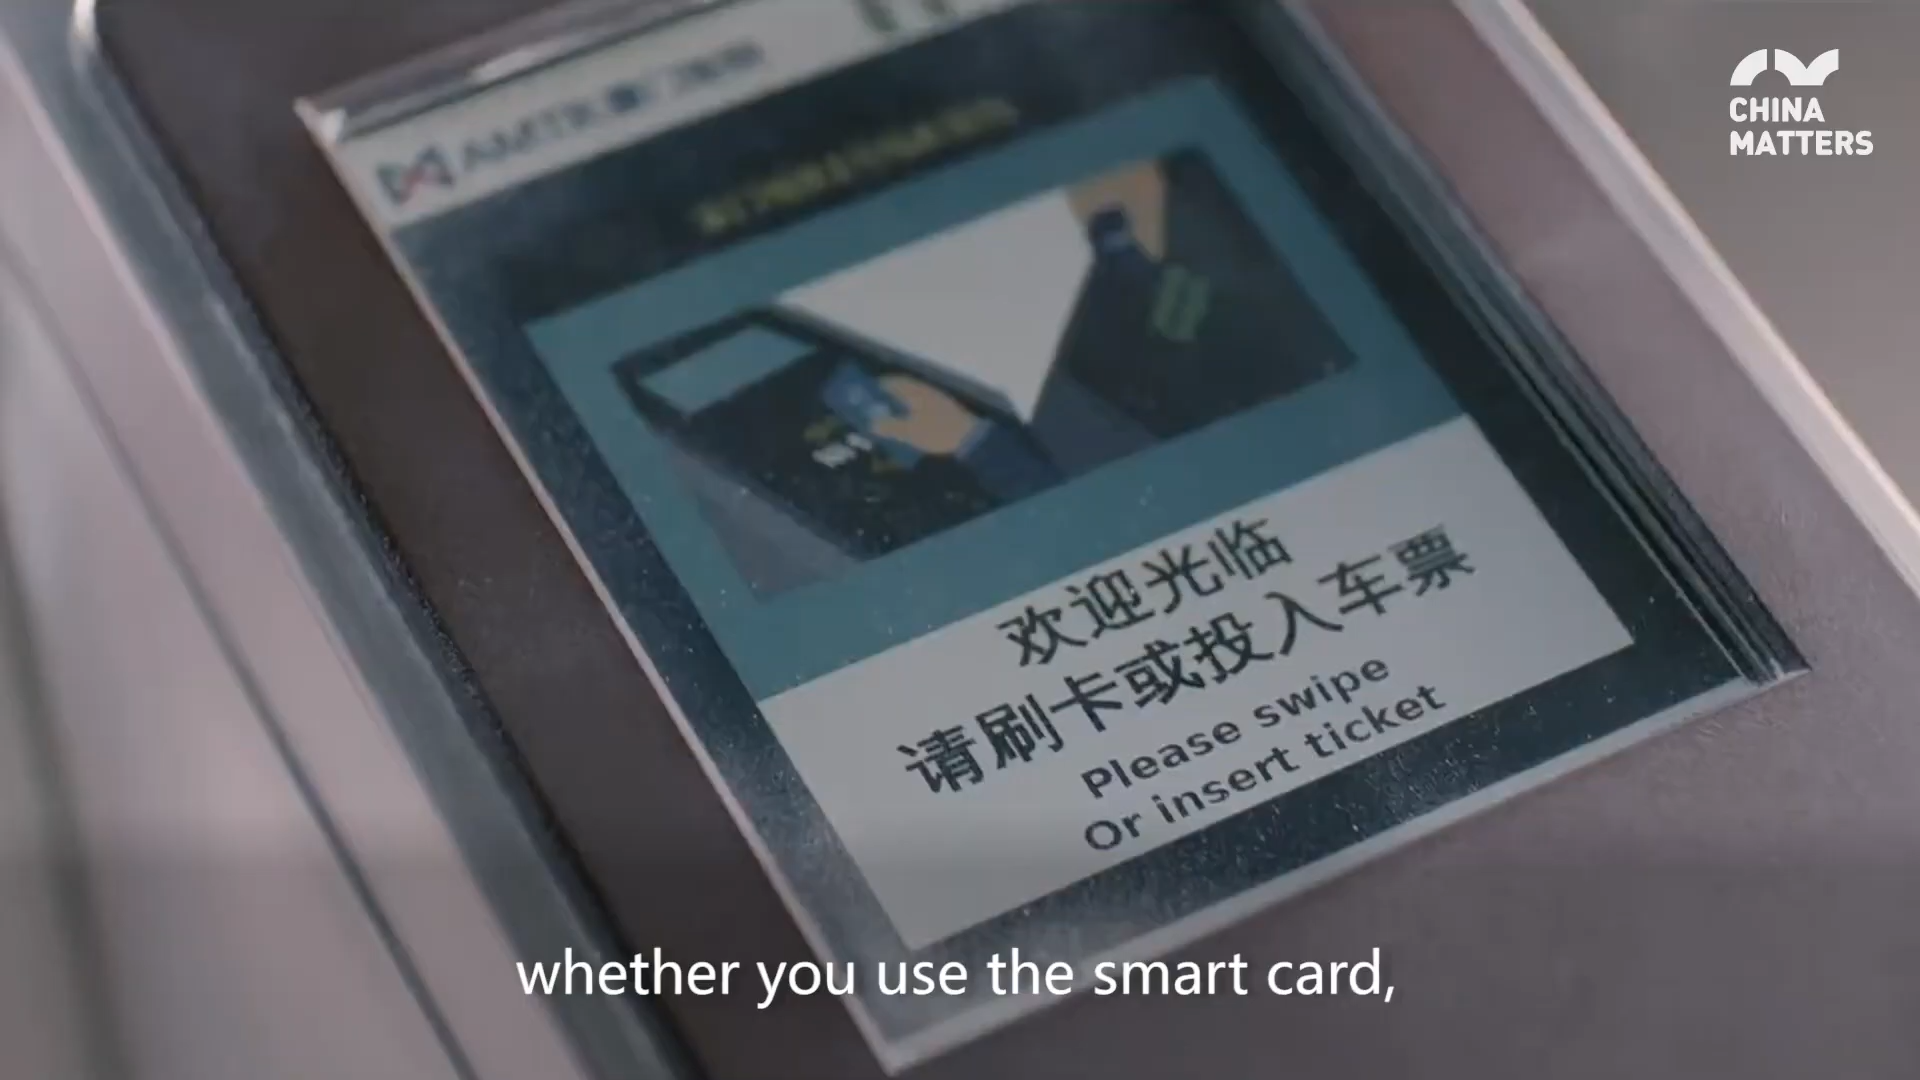 CHINA
MATTERS
欢迎光临
请刷卡或投入车票
Please swipe
Or insert ticket
whether you use the smart card,